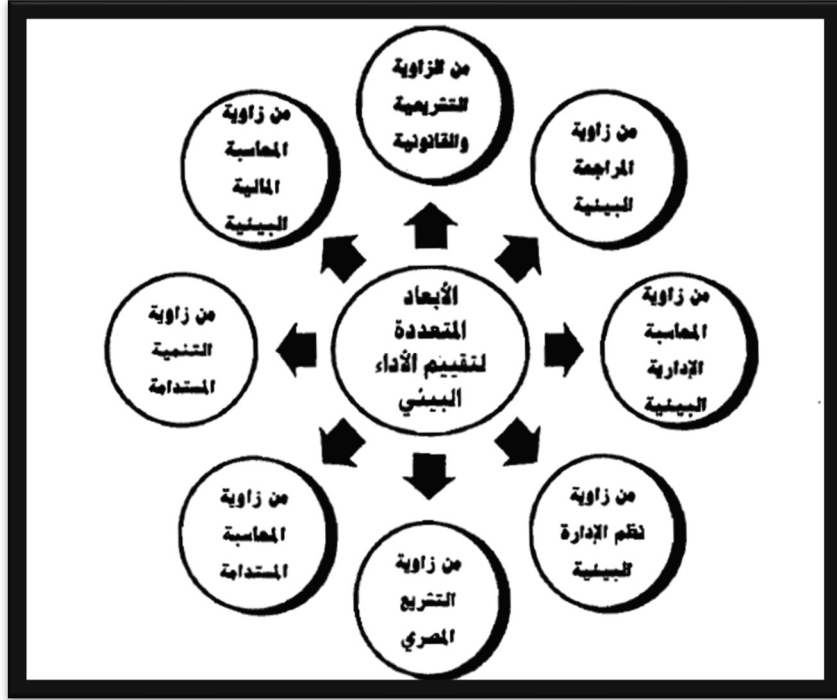 من الزاوية
التشريعية
والقانونية
من زاوية
المراجعة
البيئية
من زاوية
المحاسبة
الإدارية
البيئية
من زاوية
نظم الإدارة
البيئية
من زاوية
التشريع
المصري
من زاوية
المحاسبة
المستدامة
من زاوية
التنمية
المستدامة
من زاوية
المحاسبة
المالية
البيئية
الأبعاد
المتعددة
لتقييم الأداء
البيئي